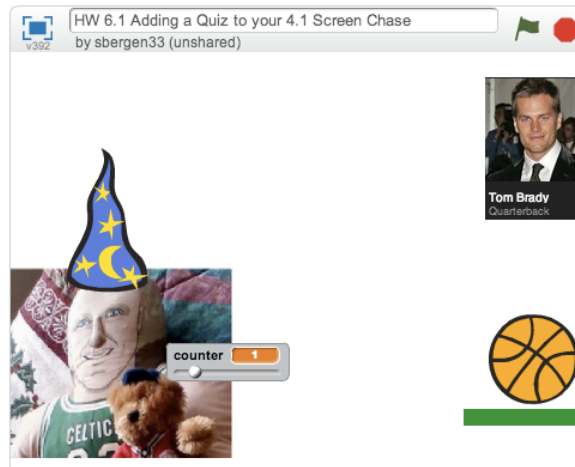 HW 6.1 Adding a Quiz to your 4.1 Screen Chase
v392
by sbergen33 (unshared)
Tom Brady
Quarterback
counter 1
CELTIC